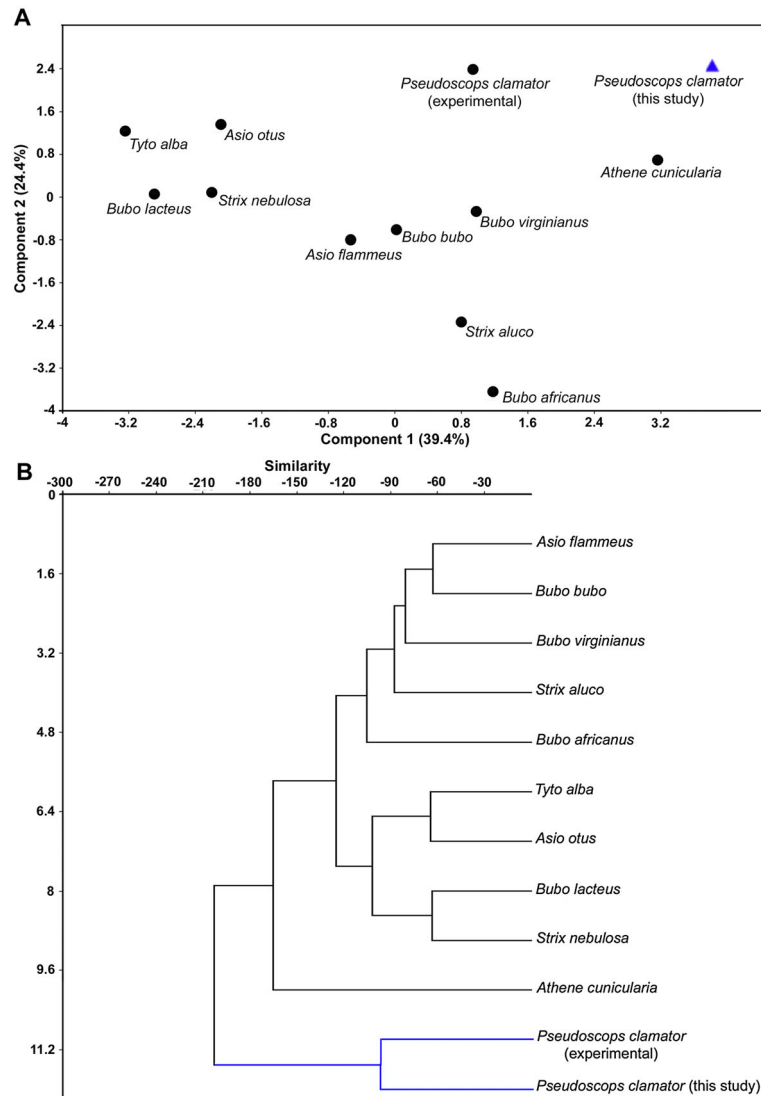 A
2.4
1.6
0.8
0
-0.8
-1.6
-2.4
-3.2
-4
Component 2 (24.4%)
Pseudoscops clamator
(experimental)
Pseudoscops clamator
(this study)
Tyto alba
Asio otus
Athene cunicularia
Bubo lacteus
Strix nebulosa
Bubo virginianus
Asio flammeus
Bubo bubo
Strix aluco
Bubo africanus
-4 -3.2 -2.4 -1.6 -0.8 0 0.8 1.6 2.4 3.2
Component 1 (39.4%)
B
Similarity
-300 -270 -240 -210 -180 -150 -120 -90 -60 -30
0
1.6
3.2
4.8
6.4
8
9.6
11.2
Asio flammeus
Bubo bubo
Bubo virginianus
Strix aluco
Bubo africanus
Tyto alba
Asio otus
Bubo lacteus
Strix nebulosa
Athene cunicularia
Pseudoscops clamator
(experimental)
Pseudoscops clamator (this study)